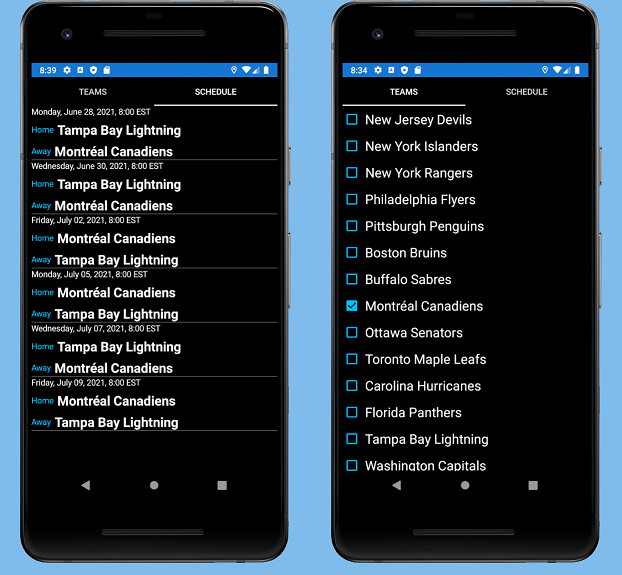 8:39
TEAMS SCHEDULE
Monday, June 28, 2021, 8:00 EST
Home Tampa Bay Lightning
Away Montréal Canadiens
Wednesday, June 30, 2021, 8:00 EST
Home Tampa Bay Lightning
Away Montréal Canadiens
Friday, July 02, 2021, 8:00 EST
Home Montréal Canadiens
Away Tampa Bay Lightning
Monday, July 05, 2021, 8:00 EST
Home Montréal Canadiens
Away Tampa Bay Lightning
Wednesday, July 07, 2021, 8:00 EST
Home Tampa Bay Lightning
Away Montréal Canadiens
Friday, July 09, 2021, 8:00 EST
Home Montréal Canadiens
Away Tampa Bay Lightning
8:34
TEAMS SCHEDULE
New Jersey Devils
New York Islanders
New York Rangers
Philadelphia Flyers
Pittsburgh Penguins
Boston Bruins
Buffalo Sabres
Montréal Canadiens
Ottawa Senators
Toronto Maple Leafs
Carolina Hurricanes
Florida Panthers
Tampa Bay Lightning
Washington Capitals